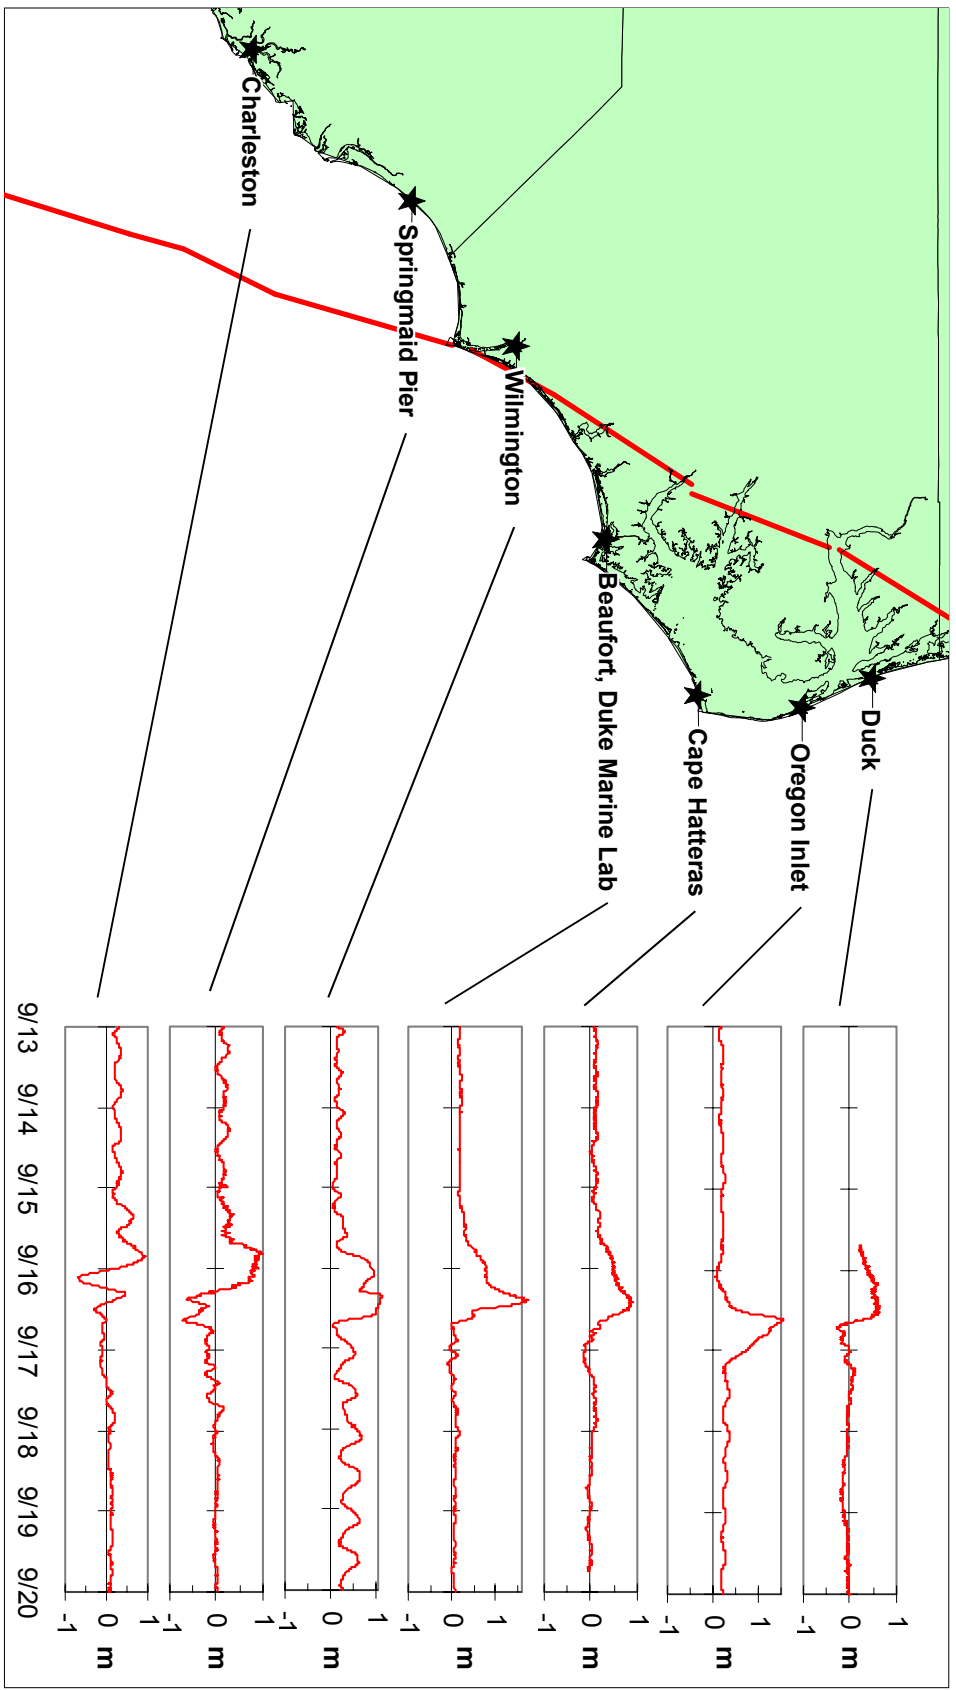 Duck
Oregon Inlet
Cape Hatteras
Beaufort, Duke Marine Lab
Wilmington
Springmaid Pier
Charleston
1
0 m
-1
1
0 m
-1
1
0 m
-1
1
0 m
-1
1
0 m
-1
1
0 m
-1
1
0 m
-1
9/13 9/14 9/15 9/16 9/17 9/18 9/19 9/20